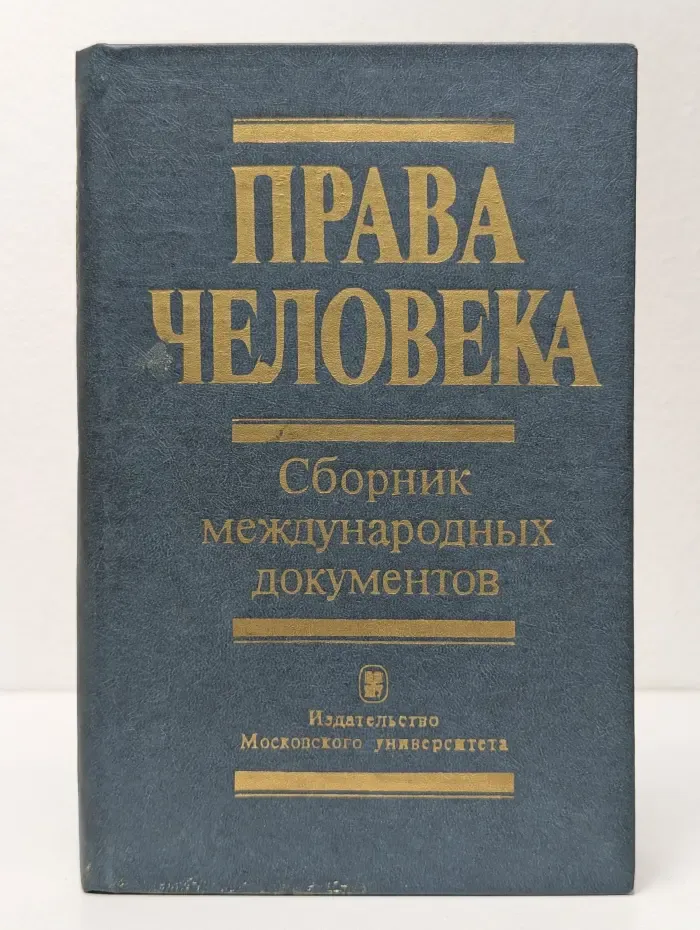 ПРАВА
ЧЕЛОВЕКА
Сборник
международных
документов
Издательство
Московского университета